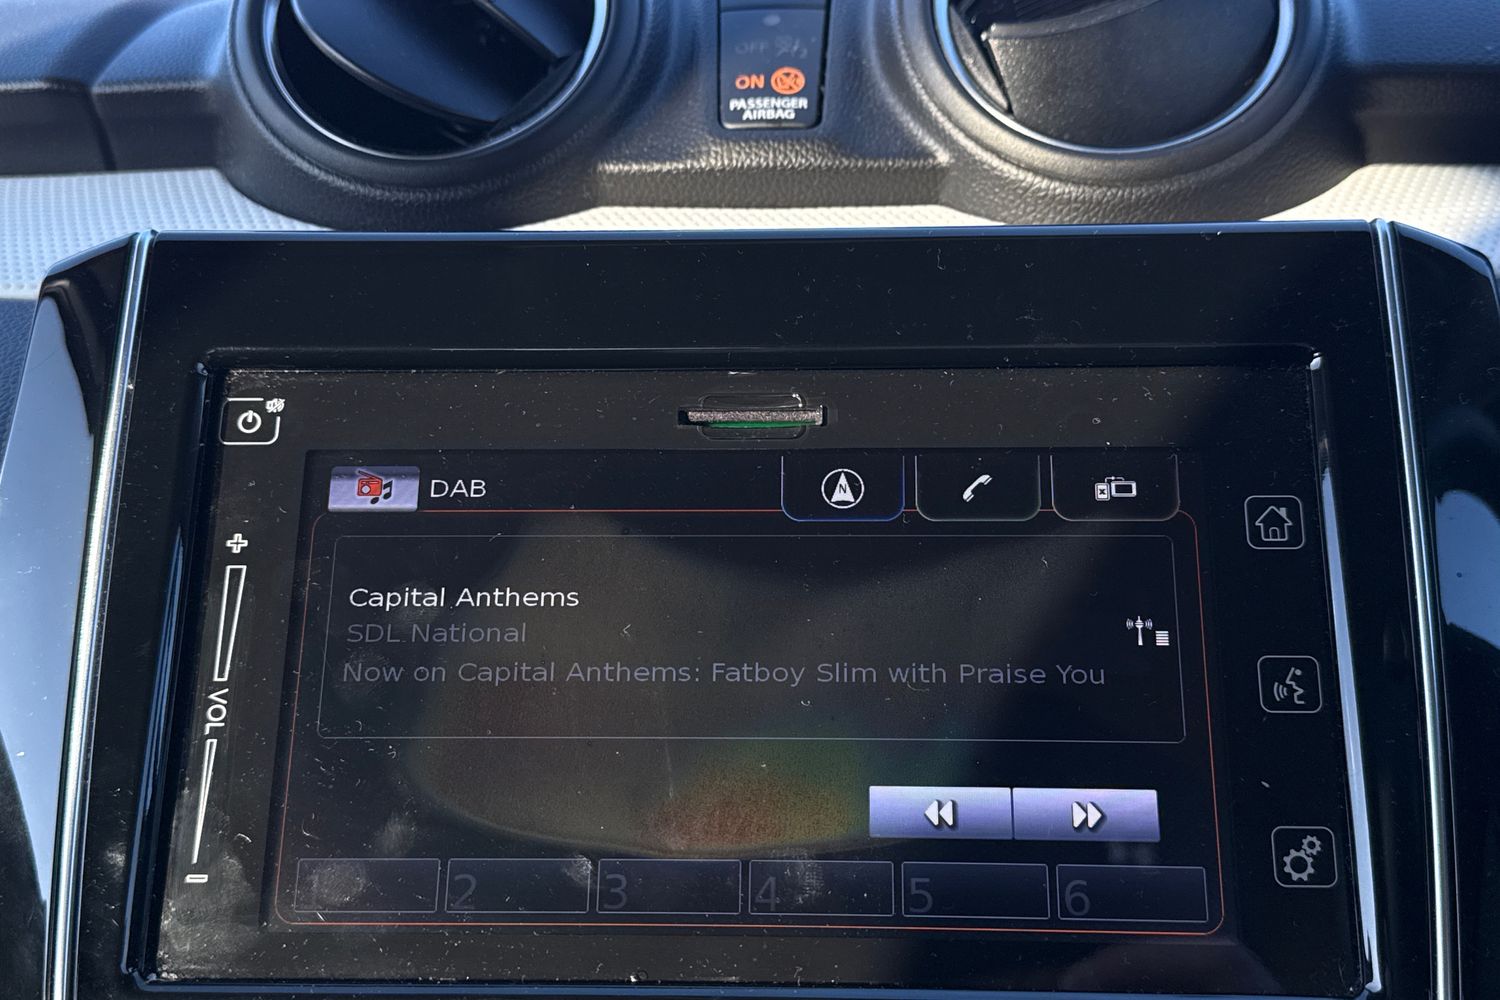 OFF
ON
PASSENGER
AIRBAG
DAB
N
Capital Anthems
SDL National
Now on Capital Anthems: Fatboy Slim with Praise You
+
VOL
-
1 2 3 4 5 6